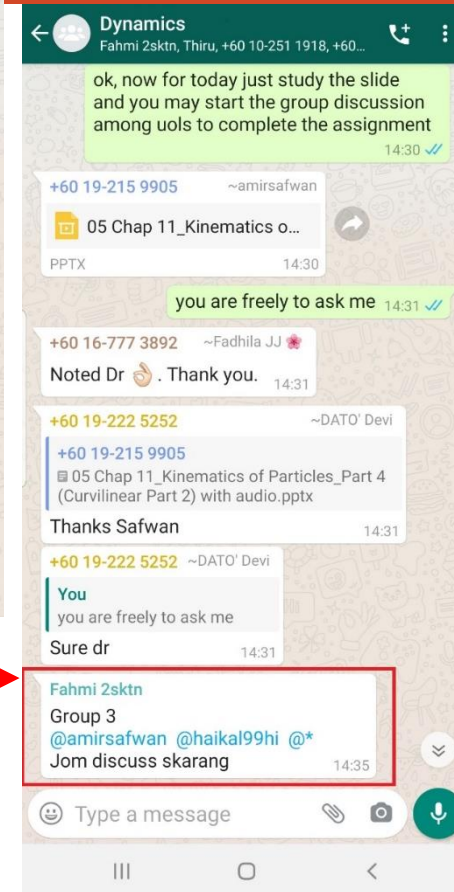 Dynamics
Fahmi 2sktn, Thiru, +60 10-251 1918, +60...
ok, now for today just study the slide
and you may start the group discussion
among uols to complete the assignment
14:30
+60 19-215 9905 ~amirsafwan
05 Chap 11_Kinematics o...
PPTX 14:30
you are freely to ask me 14:31
+60 16-777 3892 ~Fadhila JJ 🌸
Noted Dr 👌🏻. Thank you. 14:31
+60 19-222 5252 ~DATO' Devi
+60 19-215 9905
05 Chap 11_Kinematics of Particles_Part 4
(Curvilinear Part 2) with audio.pptx
Thanks Safwan 14:31
+60 19-222 5252 ~DATO' Devi
You
you are freely to ask me
Sure dr 14:31
Fahmi 2sktn
Group 3
@amirsafwan @haikal99hi @*
Jom discuss skarang 14:35
Type a message